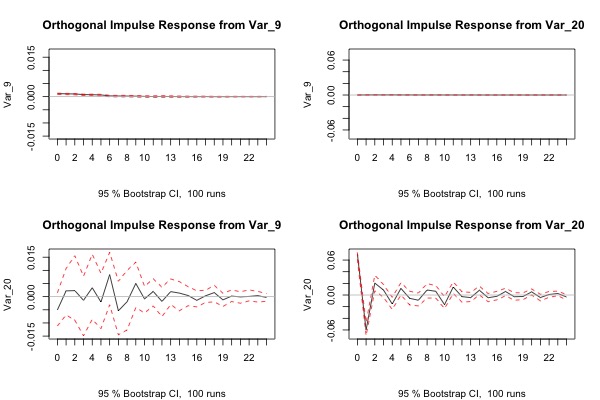 Orthogonal Impulse Response from Var_9
Var_9
-0.015 0.000 0.015
0 2 4 6 8 10 13 16 19 22
95 % Bootstrap CI, 100 runs
Orthogonal Impulse Response from Var_20
Var_9
-0.06 0.00 0.06
0 2 4 6 8 10 13 16 19 22
95 % Bootstrap CI, 100 runs
Orthogonal Impulse Response from Var_9
Var_20
-0.015 0.000 0.015
0 2 4 6 8 10 13 16 19 22
95 % Bootstrap CI, 100 runs
Orthogonal Impulse Response from Var_20
Var_20
-0.06 0.00 0.06
0 2 4 6 8 10 13 16 19 22
95 % Bootstrap CI, 100 runs